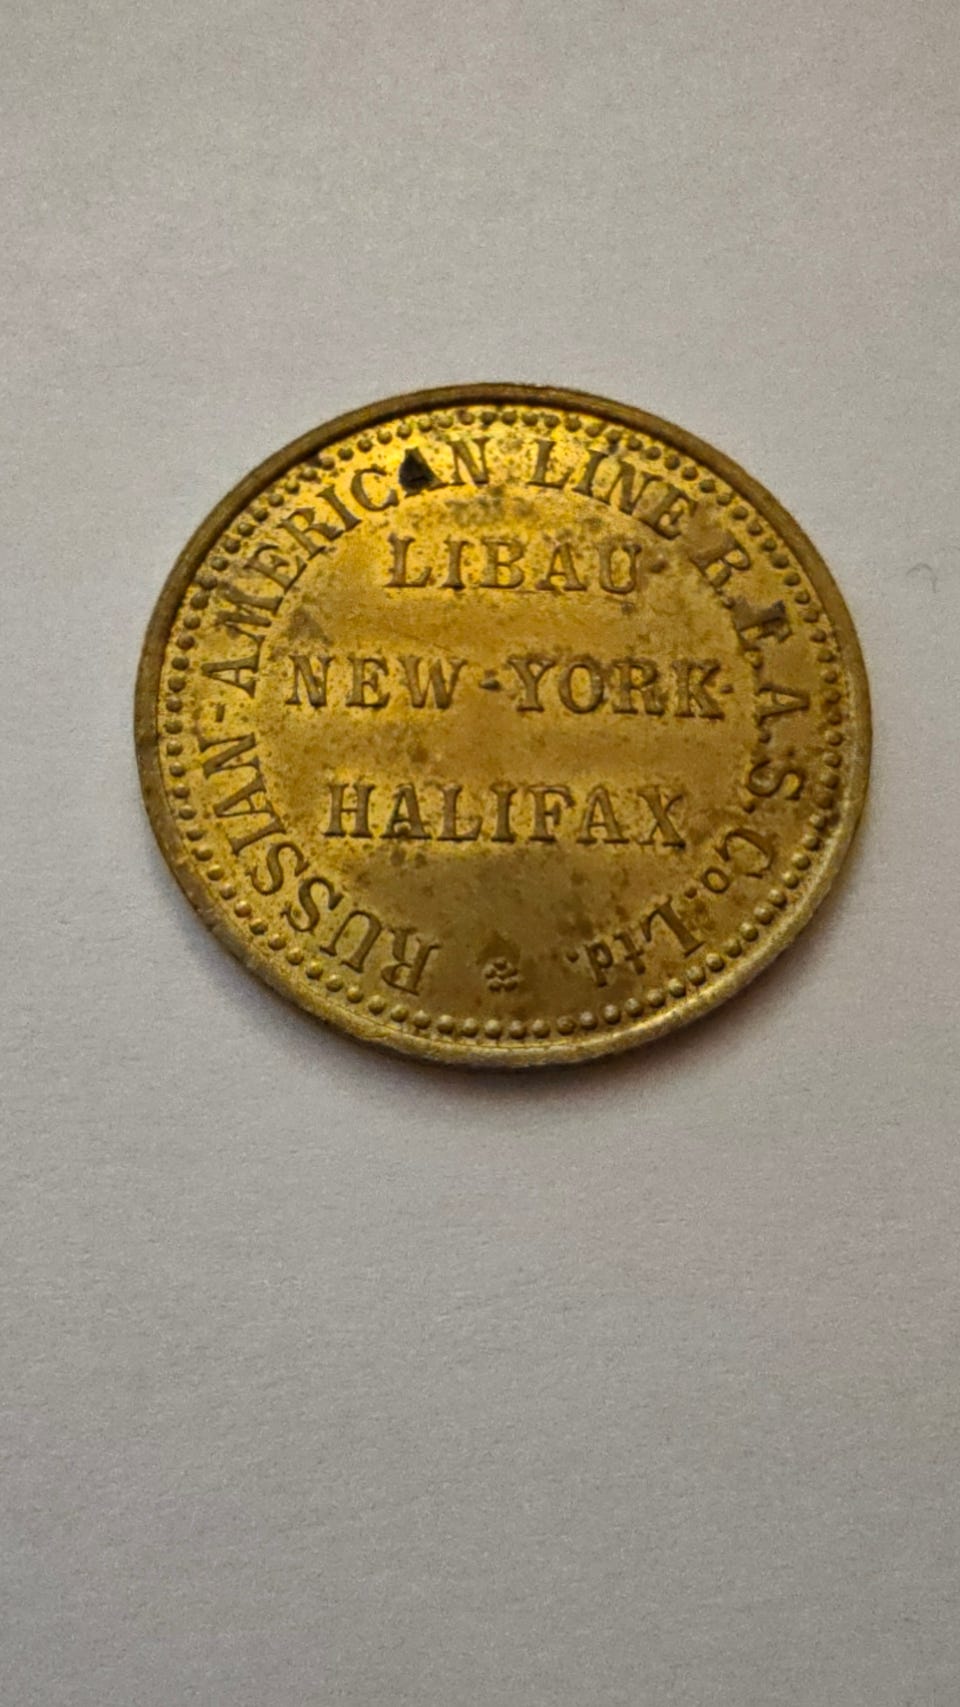 RUSSIAN-AMERICAN LINE R.E.A.S. Co. Ltd.
LIBAU
NEW-YORK
HALIFAX